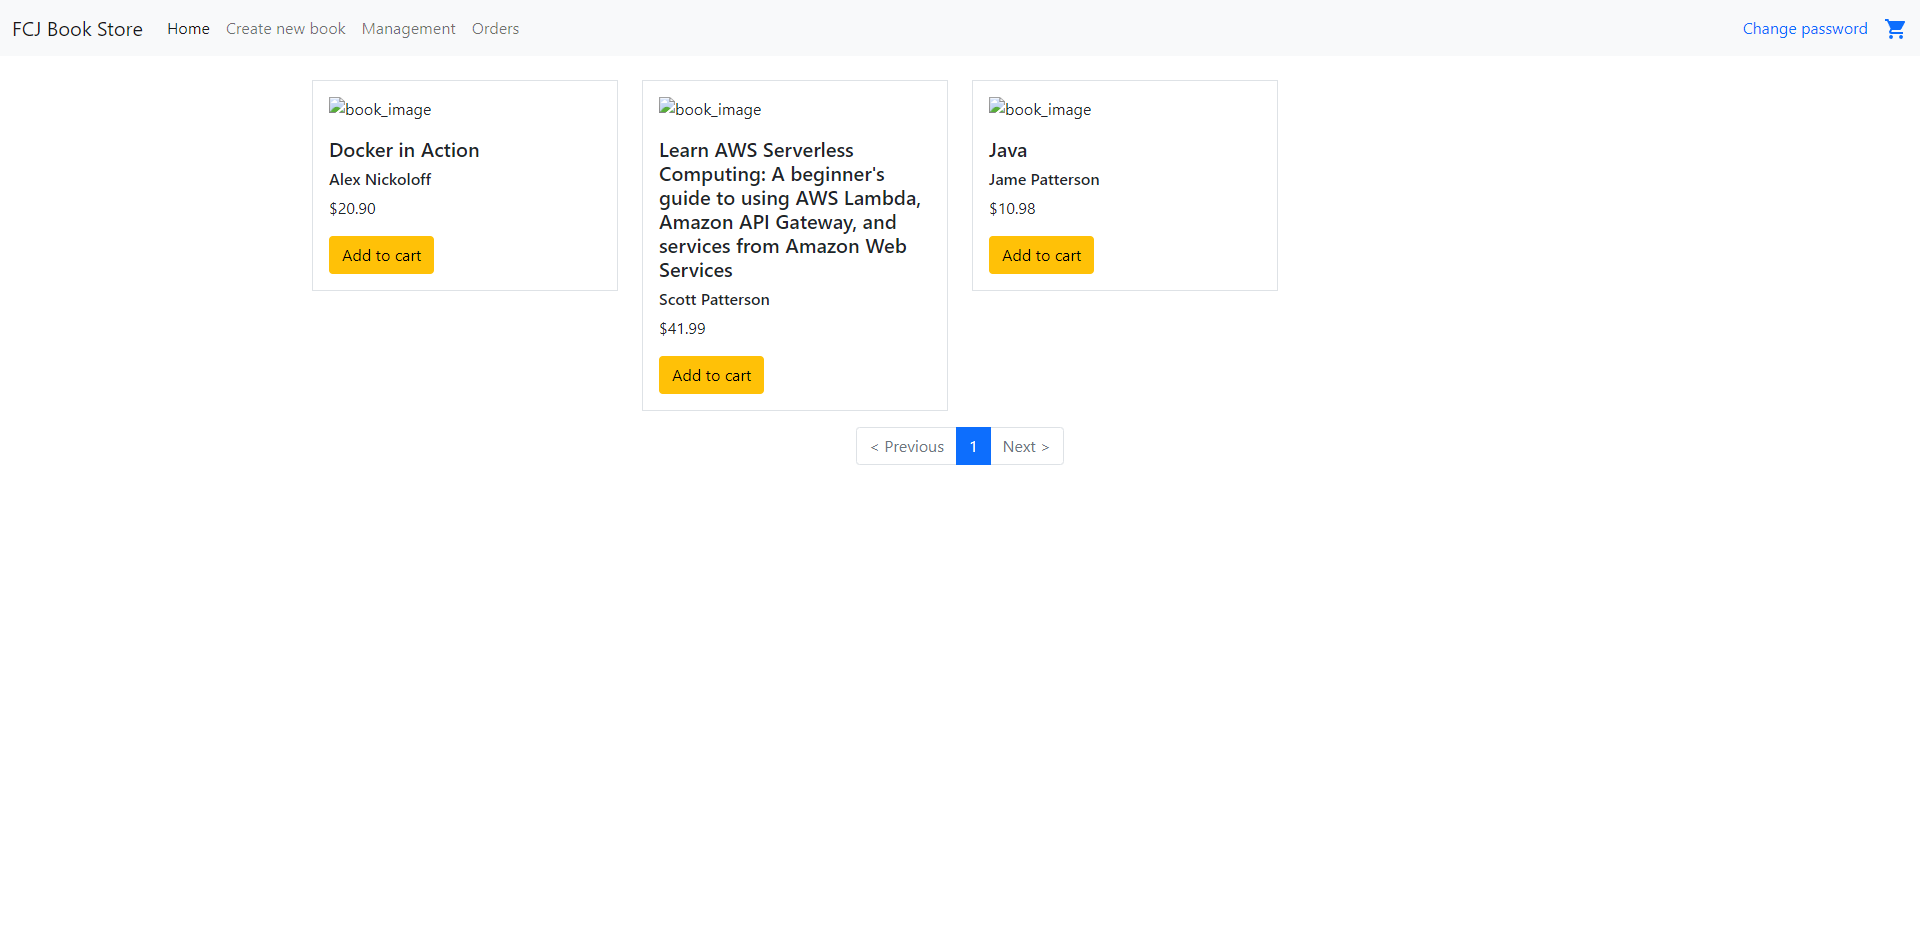 FCJ Book Store Home Create new book Management Orders Change password
book_image
Docker in Action
Alex Nickoloff
$20.90
Add to cart
book_image
Learn AWS Serverless
Computing: A beginner's
guide to using AWS Lambda,
Amazon API Gateway, and
services from Amazon Web
Services
Scott Patterson
$41.99
Add to cart
book_image
Java
Jame Patterson
$10.98
Add to cart
< Previous 1 Next >